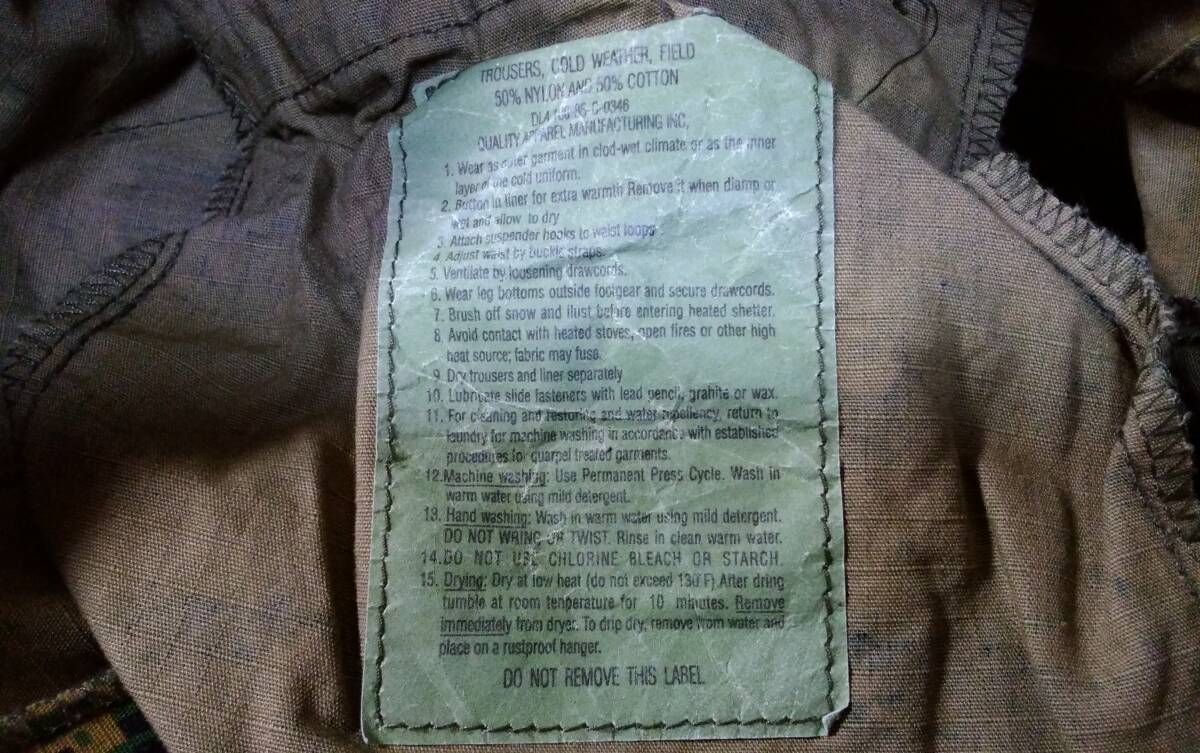 TROUSERS, COLD WEATHER, FIELD
50% NYLON AND 50% COTTON
DLA 100-86-C-0346
QUALITY APPAREL MANUFACTURING INC,
1. Wear as outer garment in clod-wet climate or as the inner
layer of the cold uniform.
2. Button in liner for extra warmth Remove it when diamp or
wet and allow to dry
3. Attach suspender hooks to waist loops
4. Adjust waist by buckle straps.
5. Ventilate by loosening drawcords.
6. Wear leg bottoms outside footgear and secure drawcords.
7. Brush off snow and ilust before entering heated shetter.
8. Avoid contact with heated stoves, open fires or other high
heat source; fabric may fuse.
9. Dry trousers and liner separately
10. Lubricate slide fasteners with lead pencil, grahite or wax.
11. For cleaning and restoring and water repellency, return to
laundry for machine washing in accordance with established
procedures for quarpel treated garments.
12. Machine washing: Use Permanent Press Cycle. Wash in
warm water using mild detergent.
13. Hand washing: Wash in warm water using mild detergent.
DO NOT WRING OR TWIST. Rinse in clean warm water.
14. DO NOT USE CHLORINE BLEACH OR STARCH.
15. Drying: Dry at low heat (do not exceed 130°F) After dring
tumble at room tenperature for 10 minutes. Remove
immediately from dryer. To drip dry, remove from water and
place on a rustproof hanger.
DO NOT REMOVE THIS LABEL